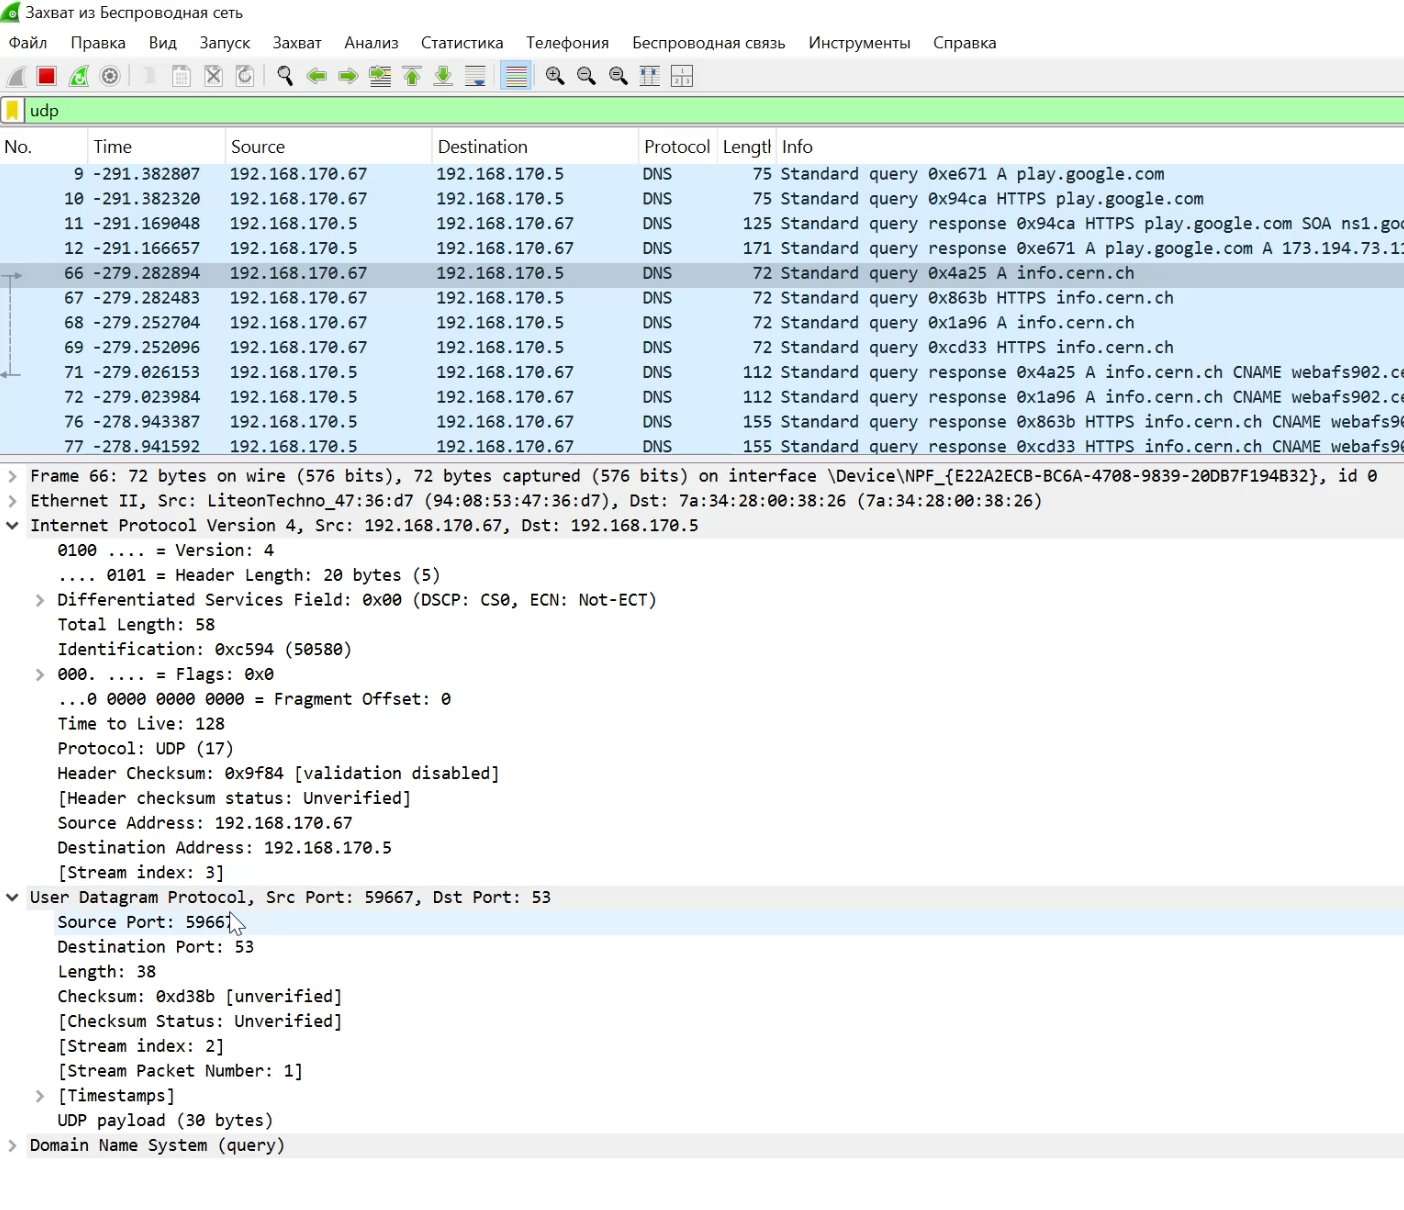 Захват из Беспроводная сеть
Файл Правка Вид Запуск Захват Анализ Статистика Телефония Беспроводная связь Инструменты Справка
udp
No. Time Source Destination Protocol Lengtl Info
9 -291.382807 192.168.170.67 192.168.170.5 DNS 75 Standard query 0xe671 A play.google.com
10 -291.382320 192.168.170.67 192.168.170.5 DNS 75 Standard query 0x94ca HTTPS play.google.com
11 -291.169048 192.168.170.5 192.168.170.67 DNS 125 Standard query response 0x94ca HTTPS play.google.com SOA ns1.goo
12 -291.166657 192.168.170.5 192.168.170.67 DNS 171 Standard query response 0xe671 A play.google.com A 173.194.73.11
66 -279.282894 192.168.170.67 192.168.170.5 DNS 72 Standard query 0x4a25 A info.cern.ch
67 -279.282483 192.168.170.67 192.168.170.5 DNS 72 Standard query 0x863b HTTPS info.cern.ch
68 -279.252704 192.168.170.67 192.168.170.5 DNS 72 Standard query 0x1a96 A info.cern.ch
69 -279.252096 192.168.170.67 192.168.170.5 DNS 72 Standard query 0xcd33 HTTPS info.cern.ch
71 -279.026153 192.168.170.5 192.168.170.67 DNS 112 Standard query response 0x4a25 A info.cern.ch CNAME webafs902.ce
72 -279.023984 192.168.170.5 192.168.170.67 DNS 112 Standard query response 0x1a96 A info.cern.ch CNAME webafs902.ce
76 -278.943387 192.168.170.5 192.168.170.67 DNS 155 Standard query response 0x863b HTTPS info.cern.ch CNAME webafs90
77 -278.941592 192.168.170.5 192.168.170.67 DNS 155 Standard query response 0xcd33 HTTPS info.cern.ch CNAME webafs90
Frame 66: 72 bytes on wire (576 bits), 72 bytes captured (576 bits) on interface \Device\NPF_{E22A2ECB-BC6A-4708-9839-20DB7F194B32}, id 0
Ethernet II, Src: LiteonTechno_47:36:d7 (94:08:53:47:36:d7), Dst: 7a:34:28:00:38:26 (7a:34:28:00:38:26)
Internet Protocol Version 4, Src: 192.168.170.67, Dst: 192.168.170.5
0100 .... = Version: 4
.... 0101 = Header Length: 20 bytes (5)
Differentiated Services Field: 0x00 (DSCP: CS0, ECN: Not-ECT)
Total Length: 58
Identification: 0xc594 (50580)
000. .... = Flags: 0x0
...0 0000 0000 0000 = Fragment Offset: 0
Time to Live: 128
Protocol: UDP (17)
Header Checksum: 0x9f84 [validation disabled]
[Header checksum status: Unverified]
Source Address: 192.168.170.67
Destination Address: 192.168.170.5
[Stream index: 3]
User Datagram Protocol, Src Port: 59667, Dst Port: 53
Source Port: 59667
Destination Port: 53
Length: 38
Checksum: 0xd38b [unverified]
[Checksum Status: Unverified]
[Stream index: 2]
[Stream Packet Number: 1]
[Timestamps]
UDP payload (30 bytes)
Domain Name System (query)